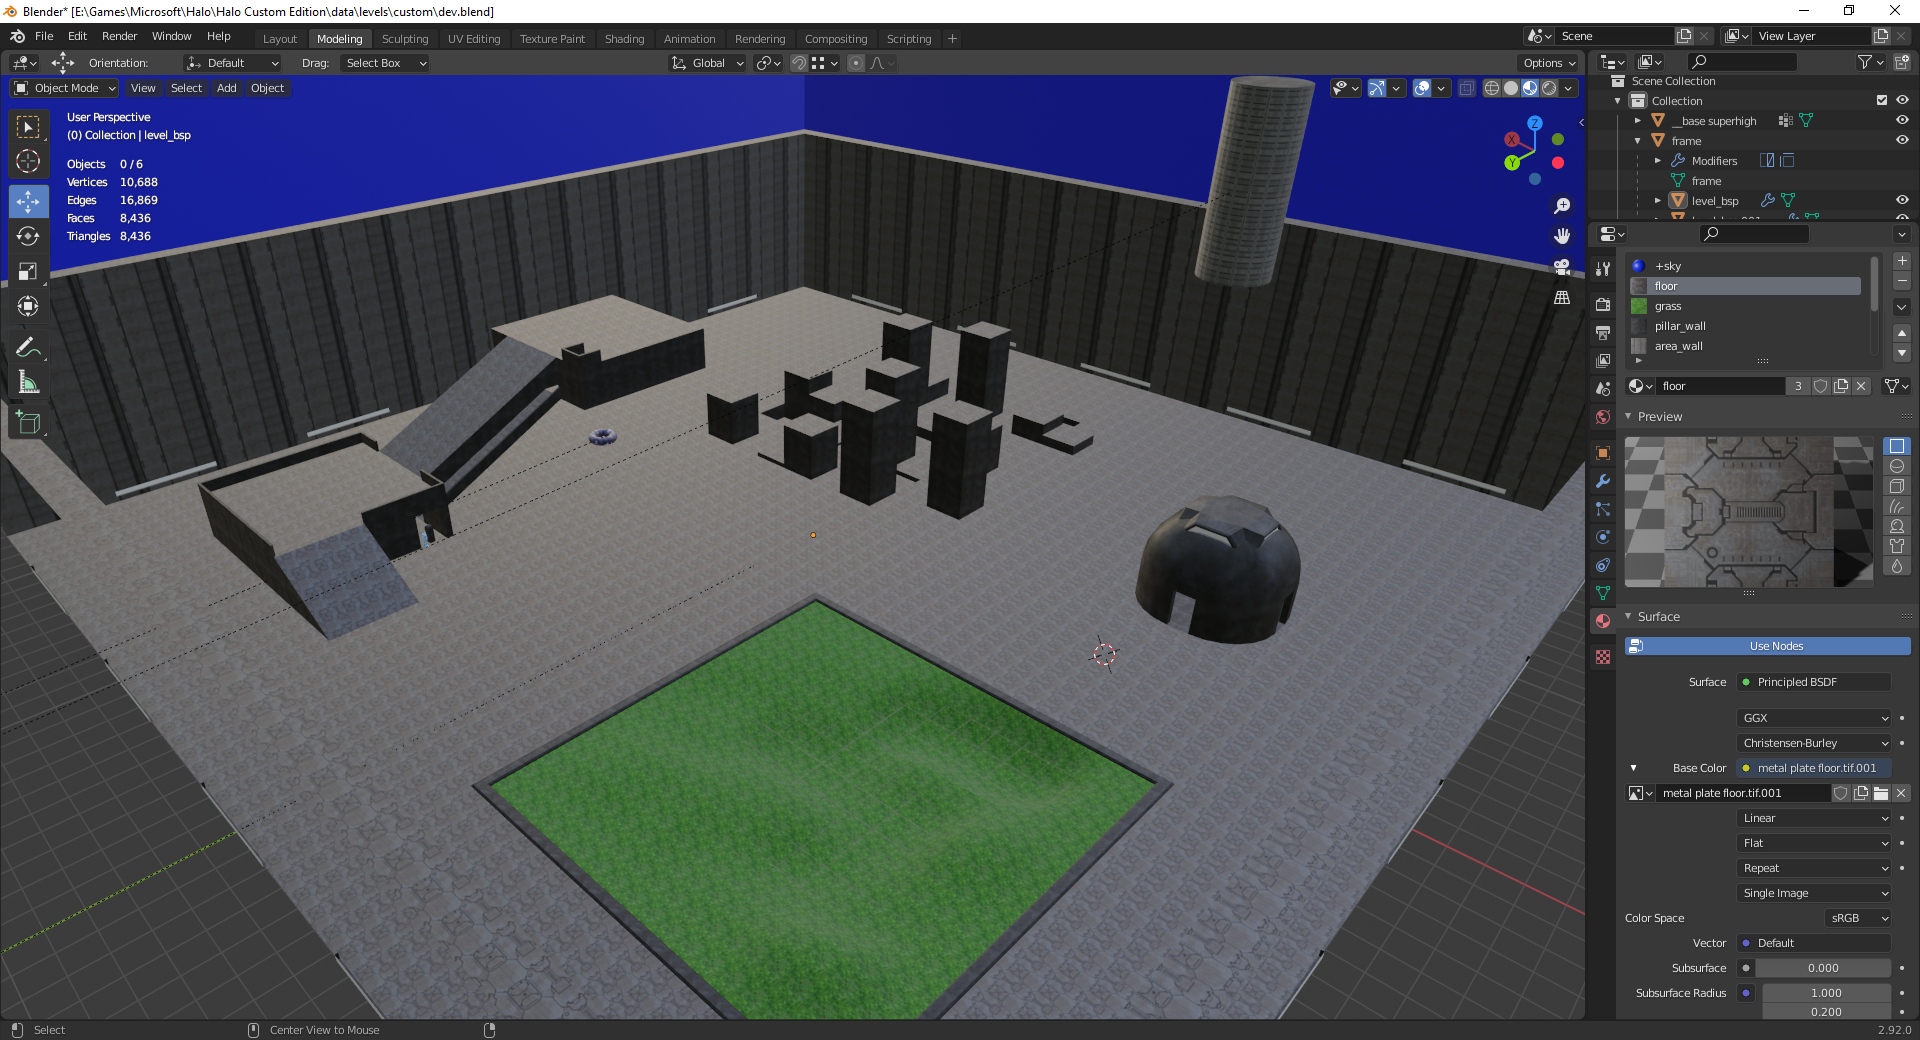 Blender* [E:\Games\Microsoft\Halo\Halo Custom Edition\data\levels\custom\dev.blend]
File Edit Render Window Help
Layout Modeling Sculpting UV Editing Texture Paint Shading Animation Rendering Compositing Scripting +
Scene
View Layer
Orientation: Default Drag: Select Box
Global
Options
Object Mode View Select Add Object
User Perspective
(0) Collection | level_bsp
Objects 0 / 6
Vertices 10,688
Edges 16,869
Faces 8,436
Triangles 8,436
Z
X
Y
Scene Collection
Collection
__base superhigh
frame
Modifiers
frame
level_bsp
+sky
floor
grass
pillar_wall
area_wall
floor 3
Preview
Surface
Use Nodes
Surface Principled BSDF
GGX
Christensen-Burley
Base Color metal plate floor.tif.001
metal plate floor.tif.001
Linear
Flat
Repeat
Single Image
Color Space sRGB
Vector Default
Subsurface 0.000
Subsurface Radius 1.000
0.200
Select
Center View to Mouse
2.92.0